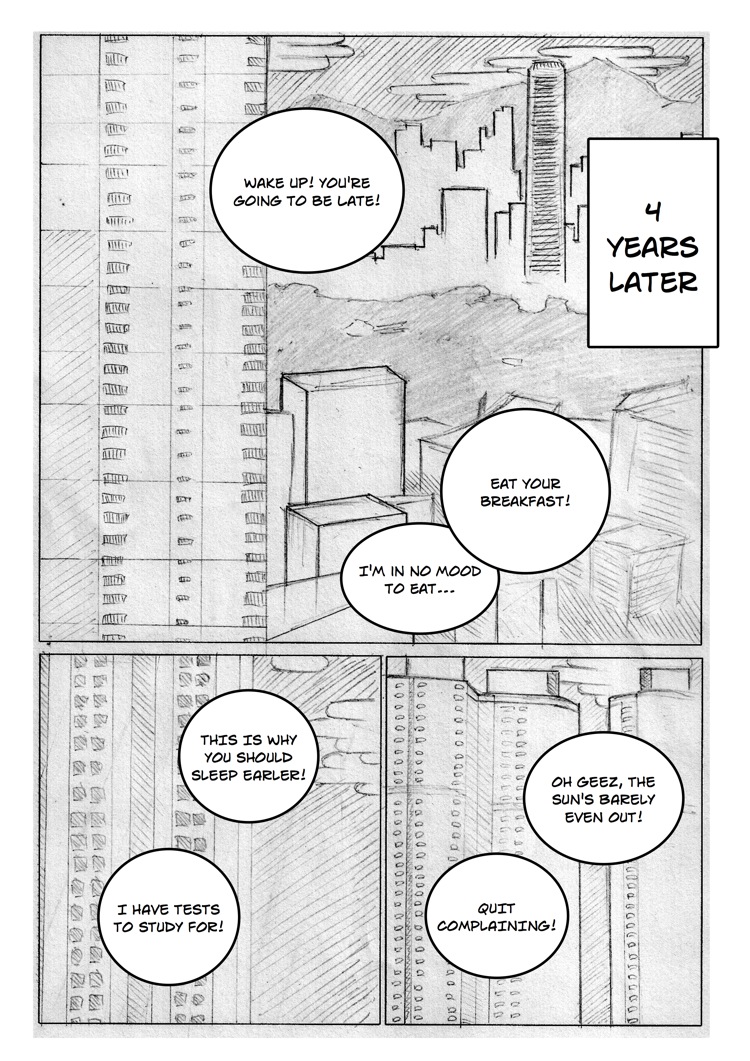 WAKE UP! YOU'RE
GOING TO BE LATE!
4
YEARS
LATER
EAT YOUR
BREAKFAST!
I'M IN NO MOOD
TO EAT...
THIS IS WHY
YOU SHOULD
SLEEP EARLER!
I HAVE TESTS
TO STUDY FOR!
OH GEEZ, THE
SUN'S BARELY
EVEN OUT!
QUIT
COMPLAINING!